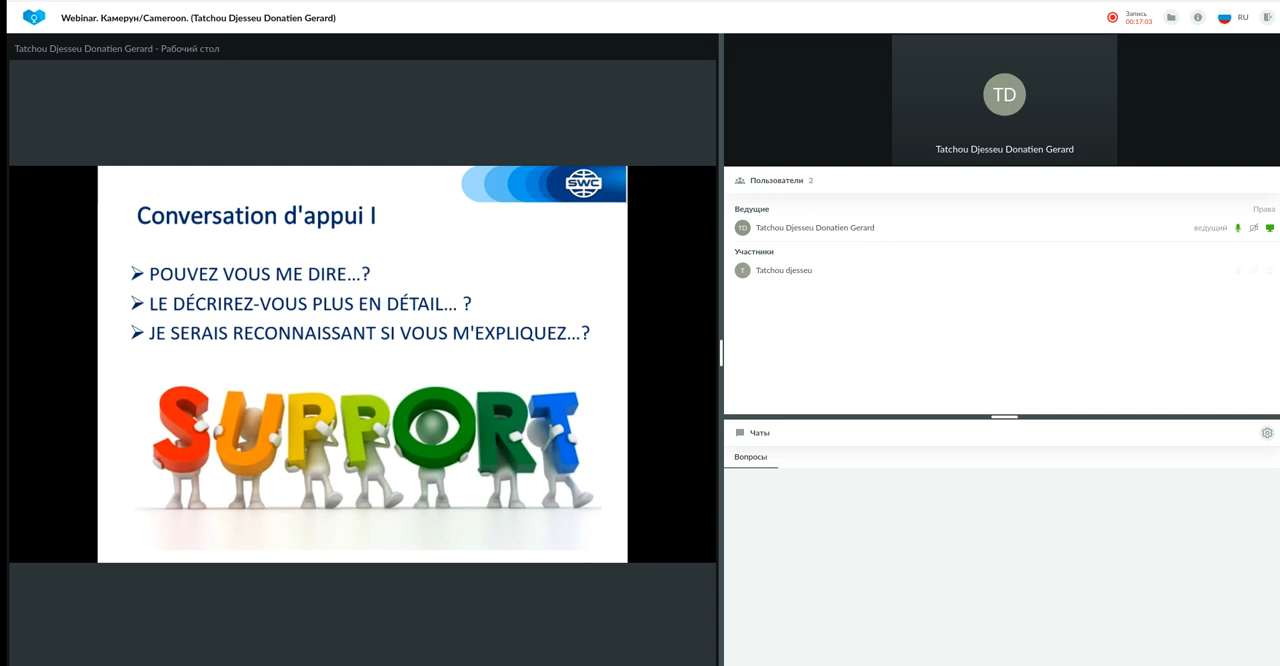 Webinar. Камерун/Cameroon. (Tatchou Djesseu Donatien Gerard)
Запись
00:17:03
RU
Tatchou Djesseu Donatien Gerard - Рабочий стол
SWC
Conversation d'appui I
➢ POUVEZ VOUS ME DIRE...?
➢ LE DÉCRIREZ-VOUS PLUS EN DÉTAIL... ?
➢ JE SERAIS RECONNAISSANT SI VOUS M'EXPLIQUEZ...?
SUPPORT
TD
Tatchou Djesseu Donatien Gerard
Пользователи 2
Ведущие Права
TD Tatchou Djesseu Donatien Gerard ведущий
Участники
T Tatchou djesseu
Чаты
Вопросы